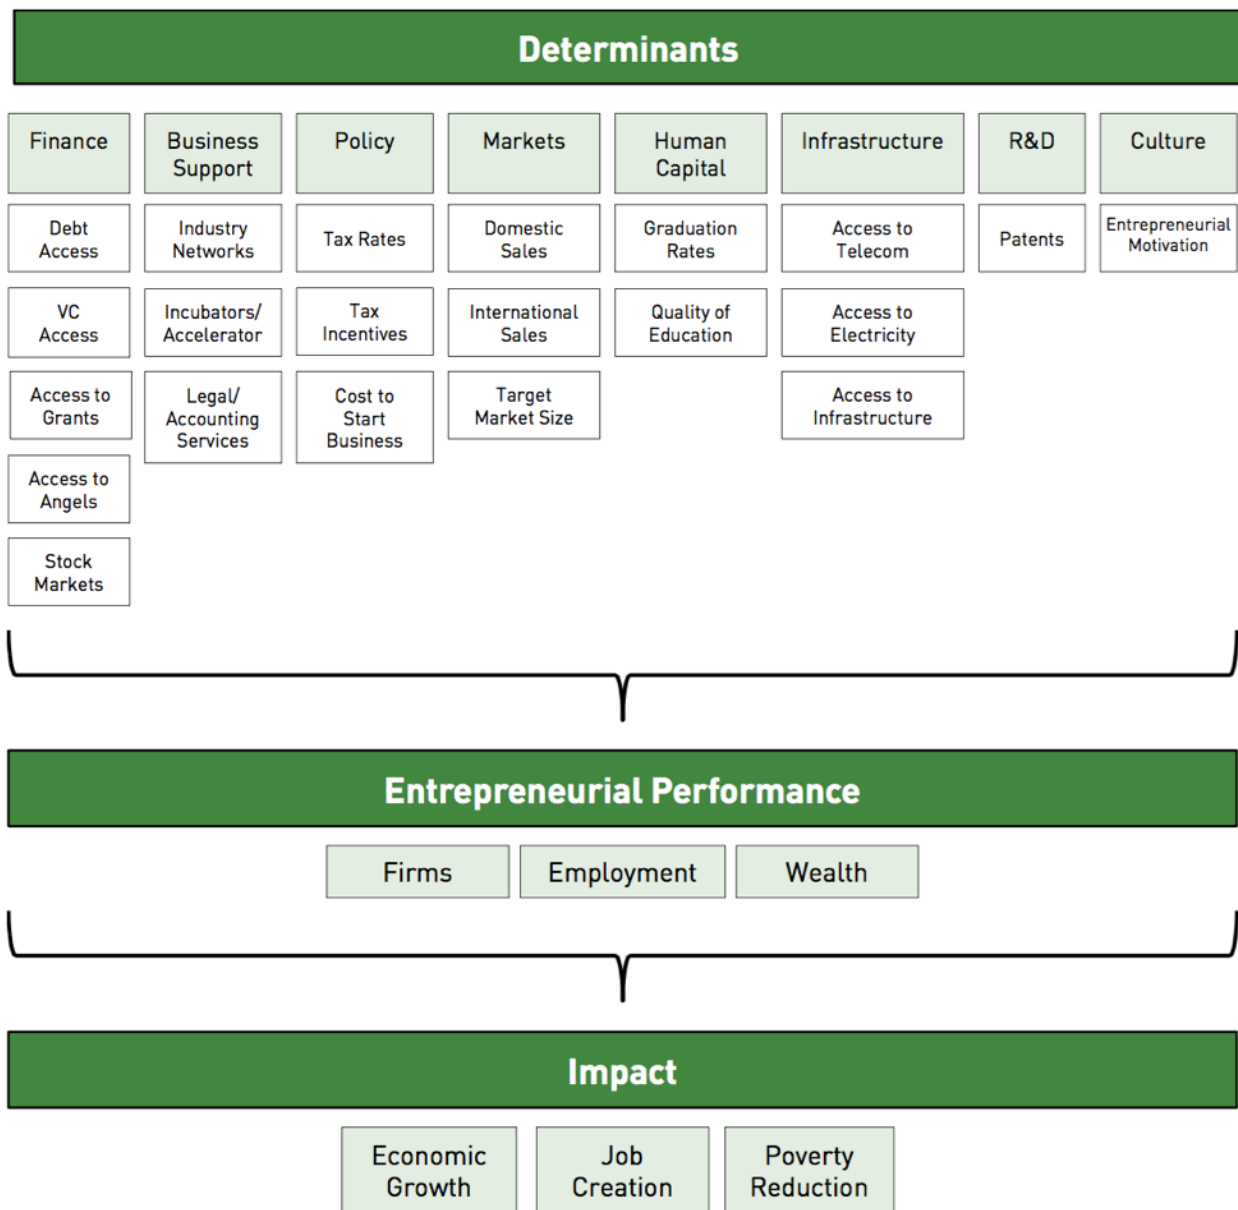 Determinants
Finance
Business
Support
Policy
Markets
Human
Capital
Infrastructure
R&D
Culture
Debt
Access
Industry
Networks
Tax Rates
Domestic
Sales
Graduation
Rates
Access to
Telecom
Patents
Entrepreneurial
Motivation
VC
Access
Incubators/
Accelerator
Tax
Incentives
International
Sales
Quality of
Education
Access to
Electricity
Access to
Grants
Legal/
Accounting
Services
Cost to
Start
Business
Target
Market Size
Access to
Infrastructure
Access to
Angels
Stock
Markets
Entrepreneurial Performance
Firms
Employment
Wealth
Impact
Economic
Growth
Job
Creation
Poverty
Reduction